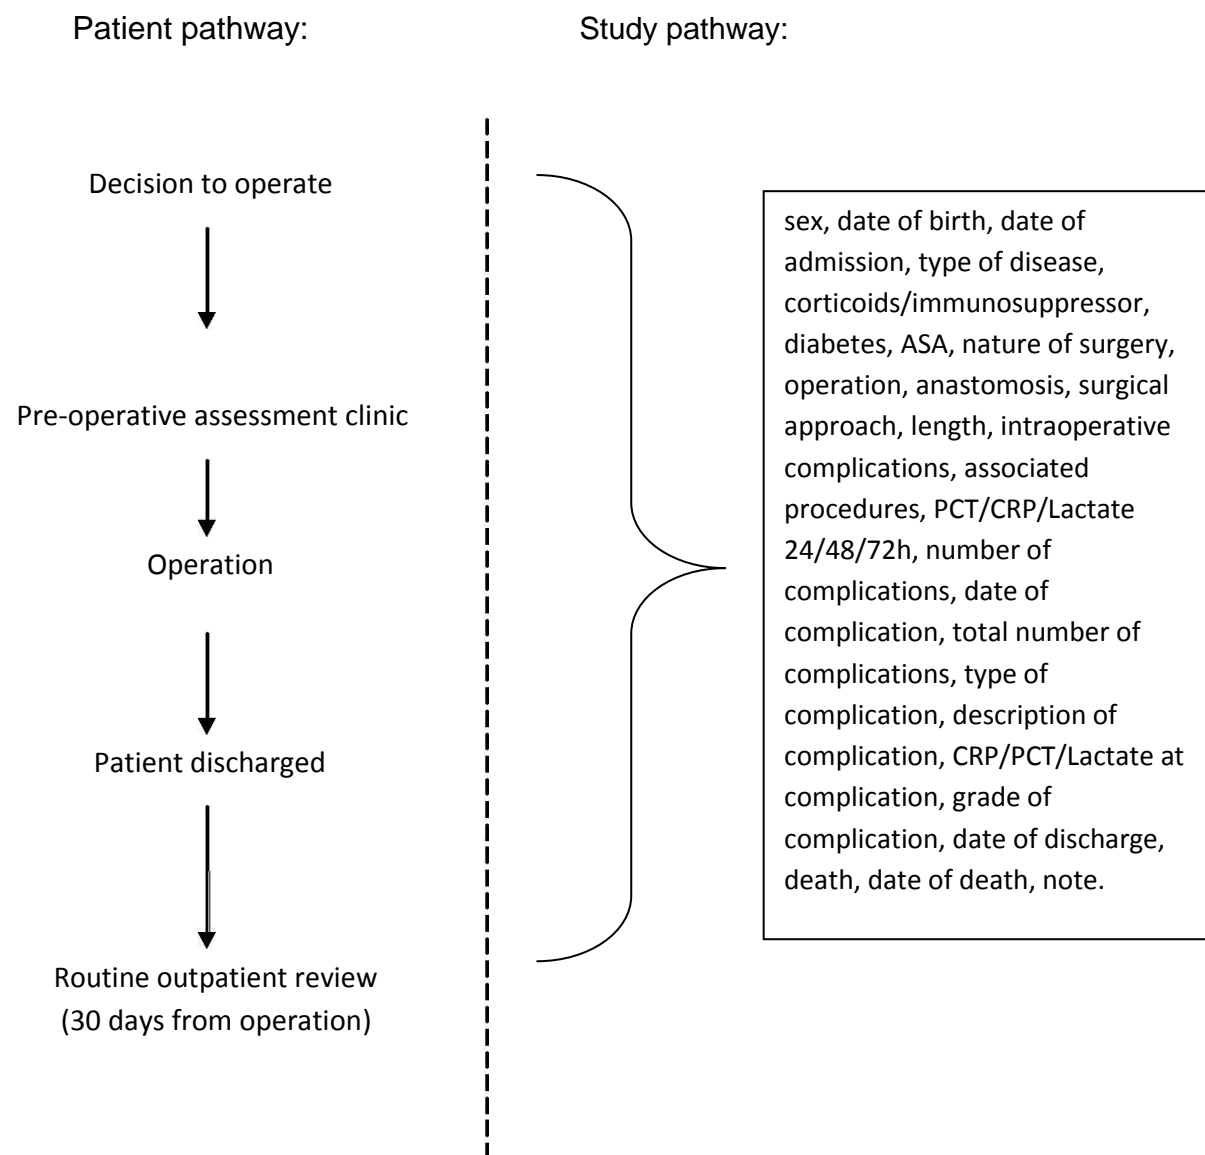 Patient pathway:
Study pathway:
Decision to operate
Pre-operative assessment clinic
Operation
Patient discharged
Routine outpatient review
(30 days from operation)
sex, date of birth, date of
admission, type of disease,
corticoids/immunosuppressor,
diabetes, ASA, nature of surgery,
operation, anastomosis, surgical
approach, length, intraoperative
complications, associated
procedures, PCT/CRP/Lactate
24/48/72h, number of
complications, date of
complication, total number of
complications, type of
complication, description of
complication, CRP/PCT/Lactate at
complication, grade of
complication, date of discharge,
death, date of death, note.